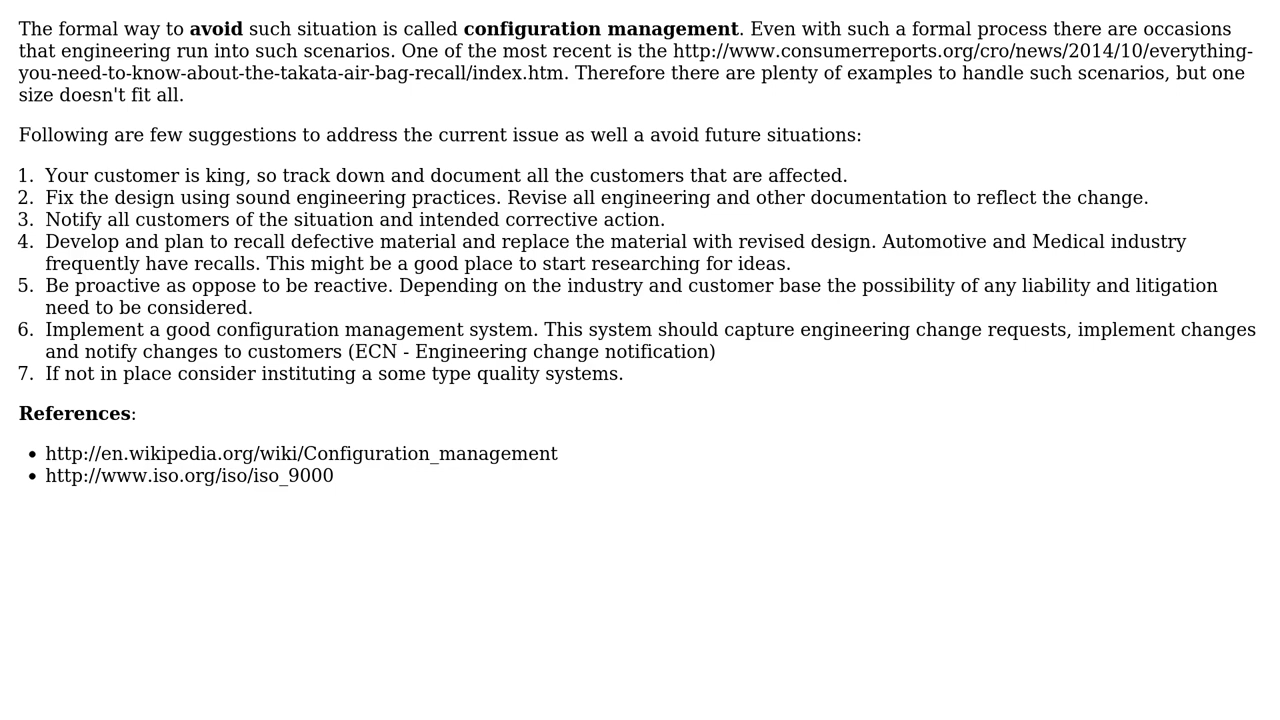 The formal way to avoid such situation is called configuration management. Even with such a formal process there are occasions
that engineering run into such scenarios. One of the most recent is the http://www.consumerreports.org/cro/news/2014/10/everything-
you-need-to-know-about-the-takata-air-bag-recall/index.htm. Therefore there are plenty of examples to handle such scenarios, but one
size doesn't fit all.
Following are few suggestions to address the current issue as well a avoid future situations:
1. Your customer is king, so track down and document all the customers that are affected.
2. Fix the design using sound engineering practices. Revise all engineering and other documentation to reflect the change.
3. Notify all customers of the situation and intended corrective action.
4. Develop and plan to recall defective material and replace the material with revised design. Automotive and Medical industry
frequently have recalls. This might be a good place to start researching for ideas.
5. Be proactive as oppose to be reactive. Depending on the industry and customer base the possibility of any liability and litigation
need to be considered.
6. Implement a good configuration management system. This system should capture engineering change requests, implement changes
and notify changes to customers (ECN - Engineering change notification)
7. If not in place consider instituting a some type quality systems.
References:
• http://en.wikipedia.org/wiki/Configuration_management
• http://www.iso.org/iso/iso_9000